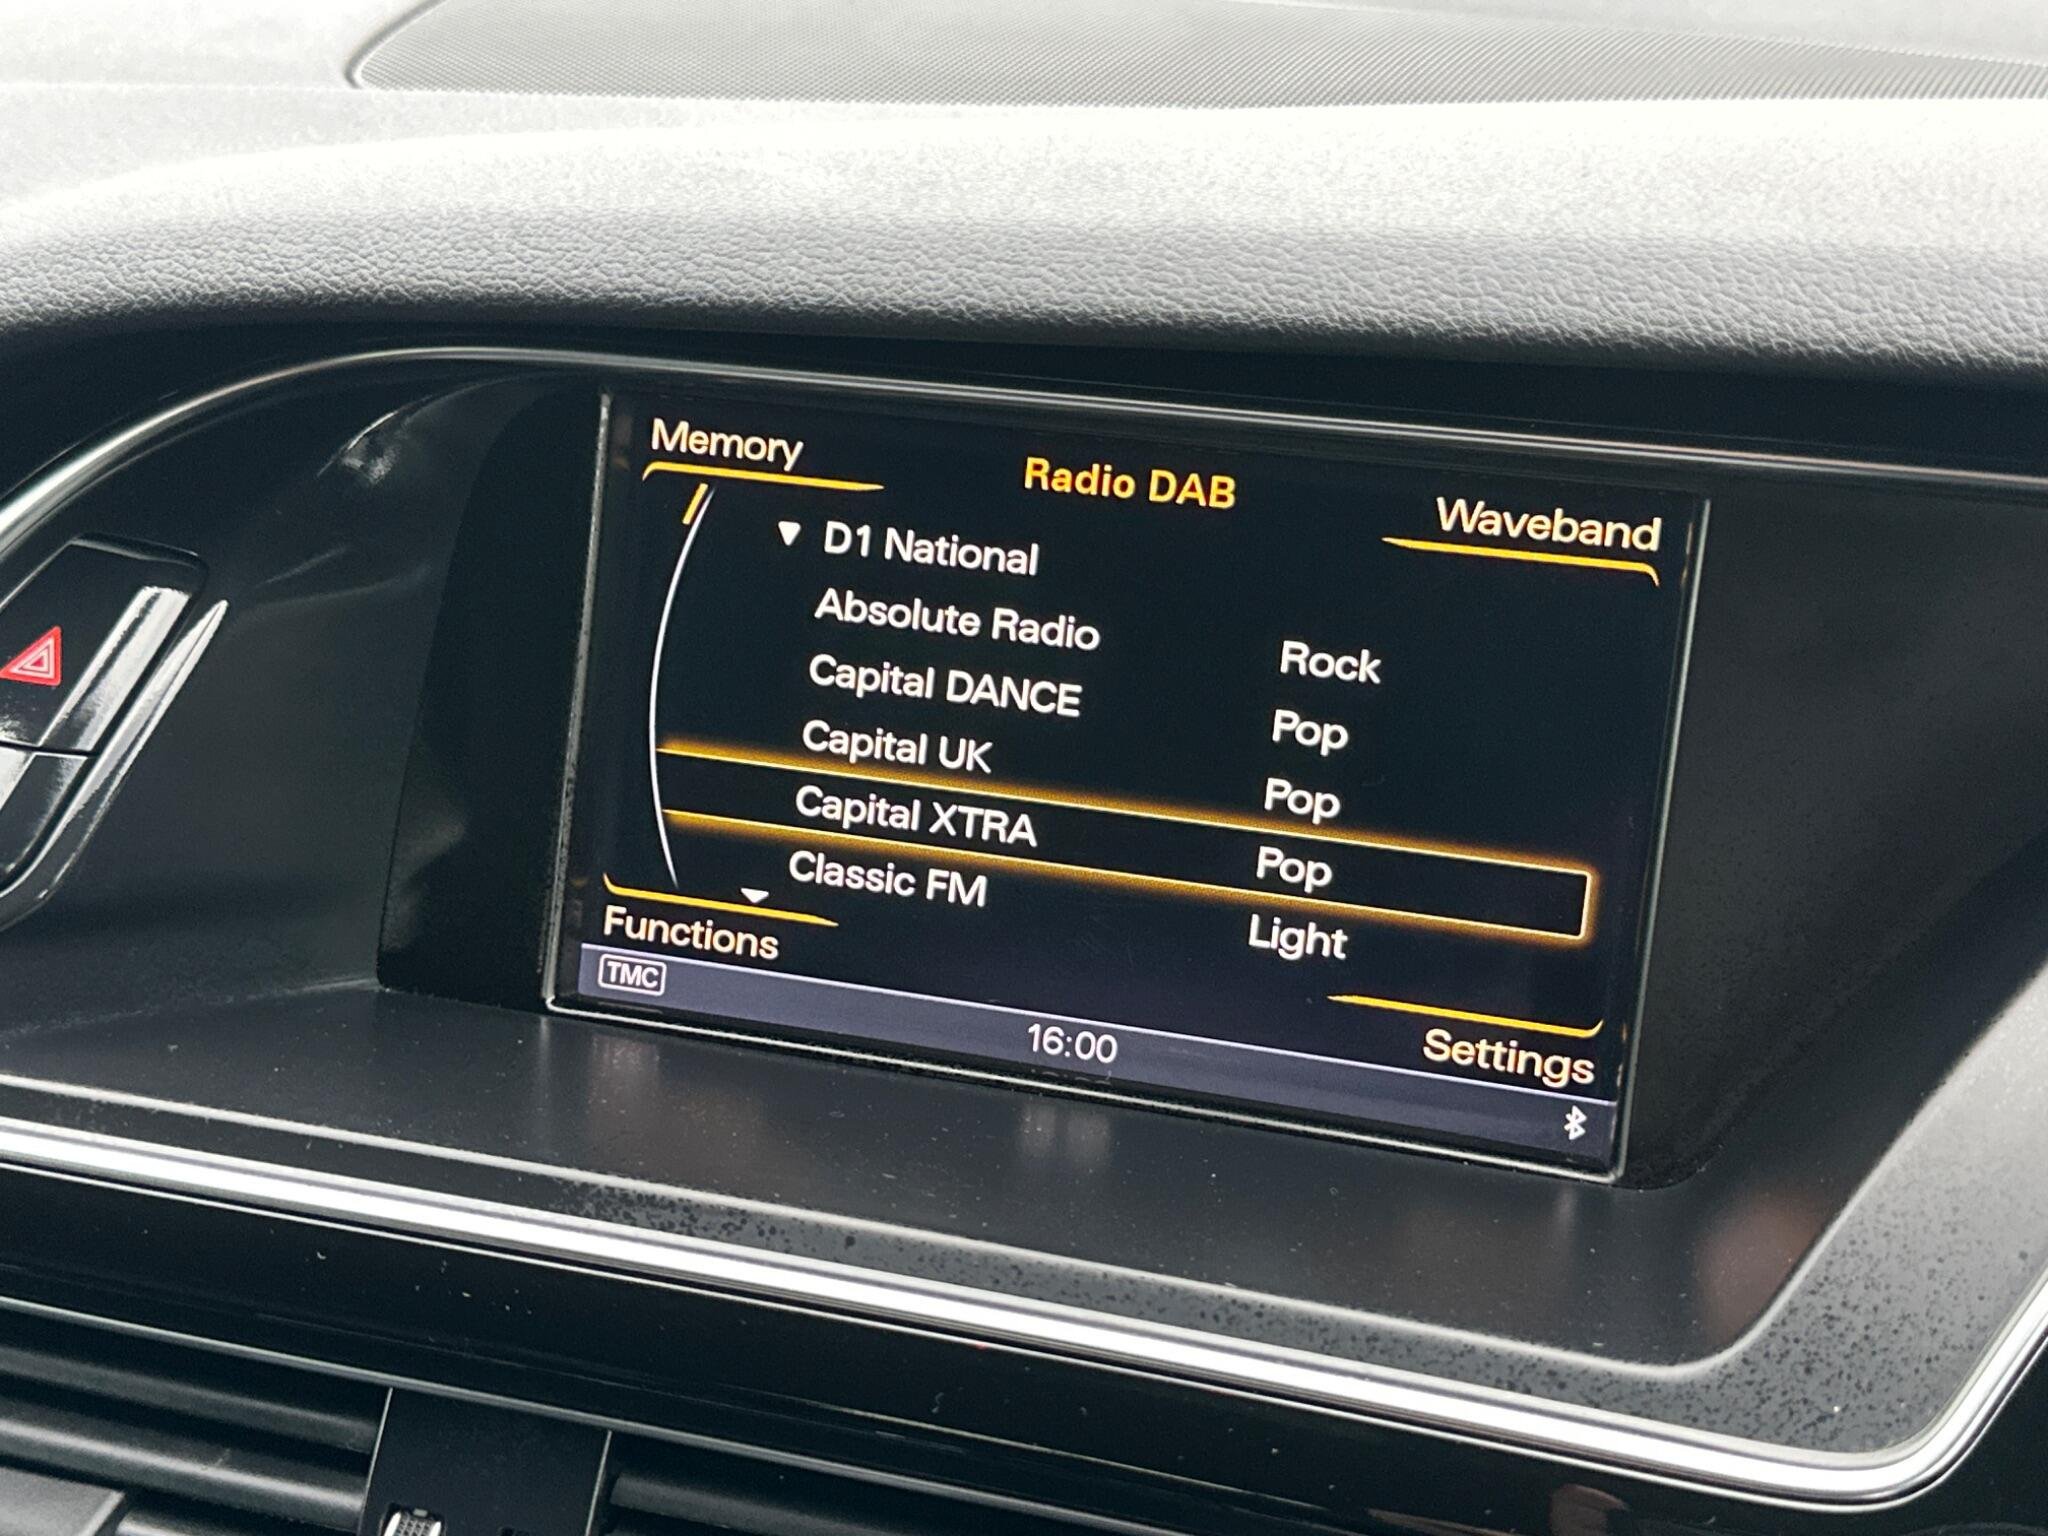 Memory
Radio DAB
Waveband
D1 National
Absolute Radio Rock
Capital DANCE Pop
Capital UK Pop
Capital XTRA Pop
Classic FM Light
Functions
Settings
TMC
16:00